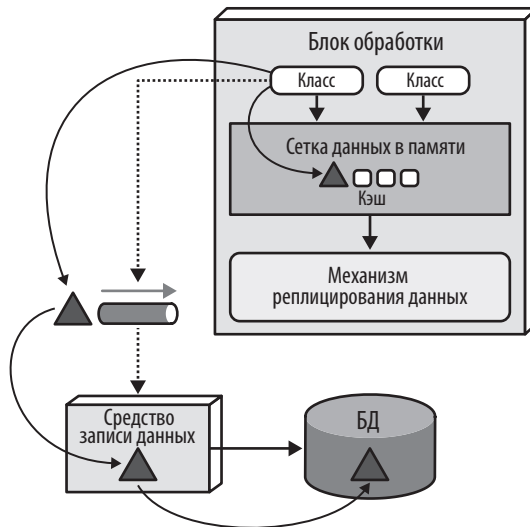 Блок обработки
Класс
Класс
Сетка данных в памяти
Кэш
Механизм
реплицирования данных
Средство
записи данных
БД